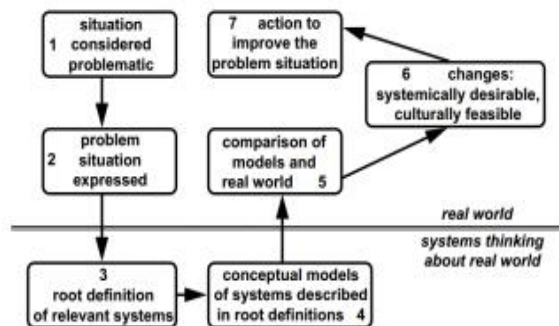 1 situation
considered
problematic
2 problem
situation
expressed
3
root definition
of relevant systems
conceptual models
of systems described
in root definitions 4
comparison of
models and
real world 5
6 changes:
systemically desirable,
culturally feasible
7 action to
improve the
problem situation
real world
systems thinking
about real world